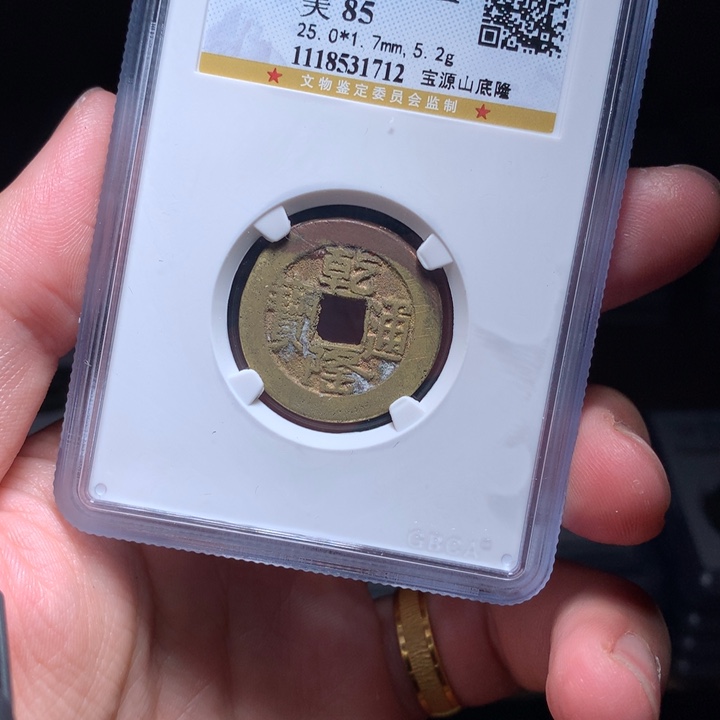 美 85
25.0*1.7mm, 5.2g
1118531712 宝源山底隆
文物鉴定委员会监制
乾隆通寶
GBCA